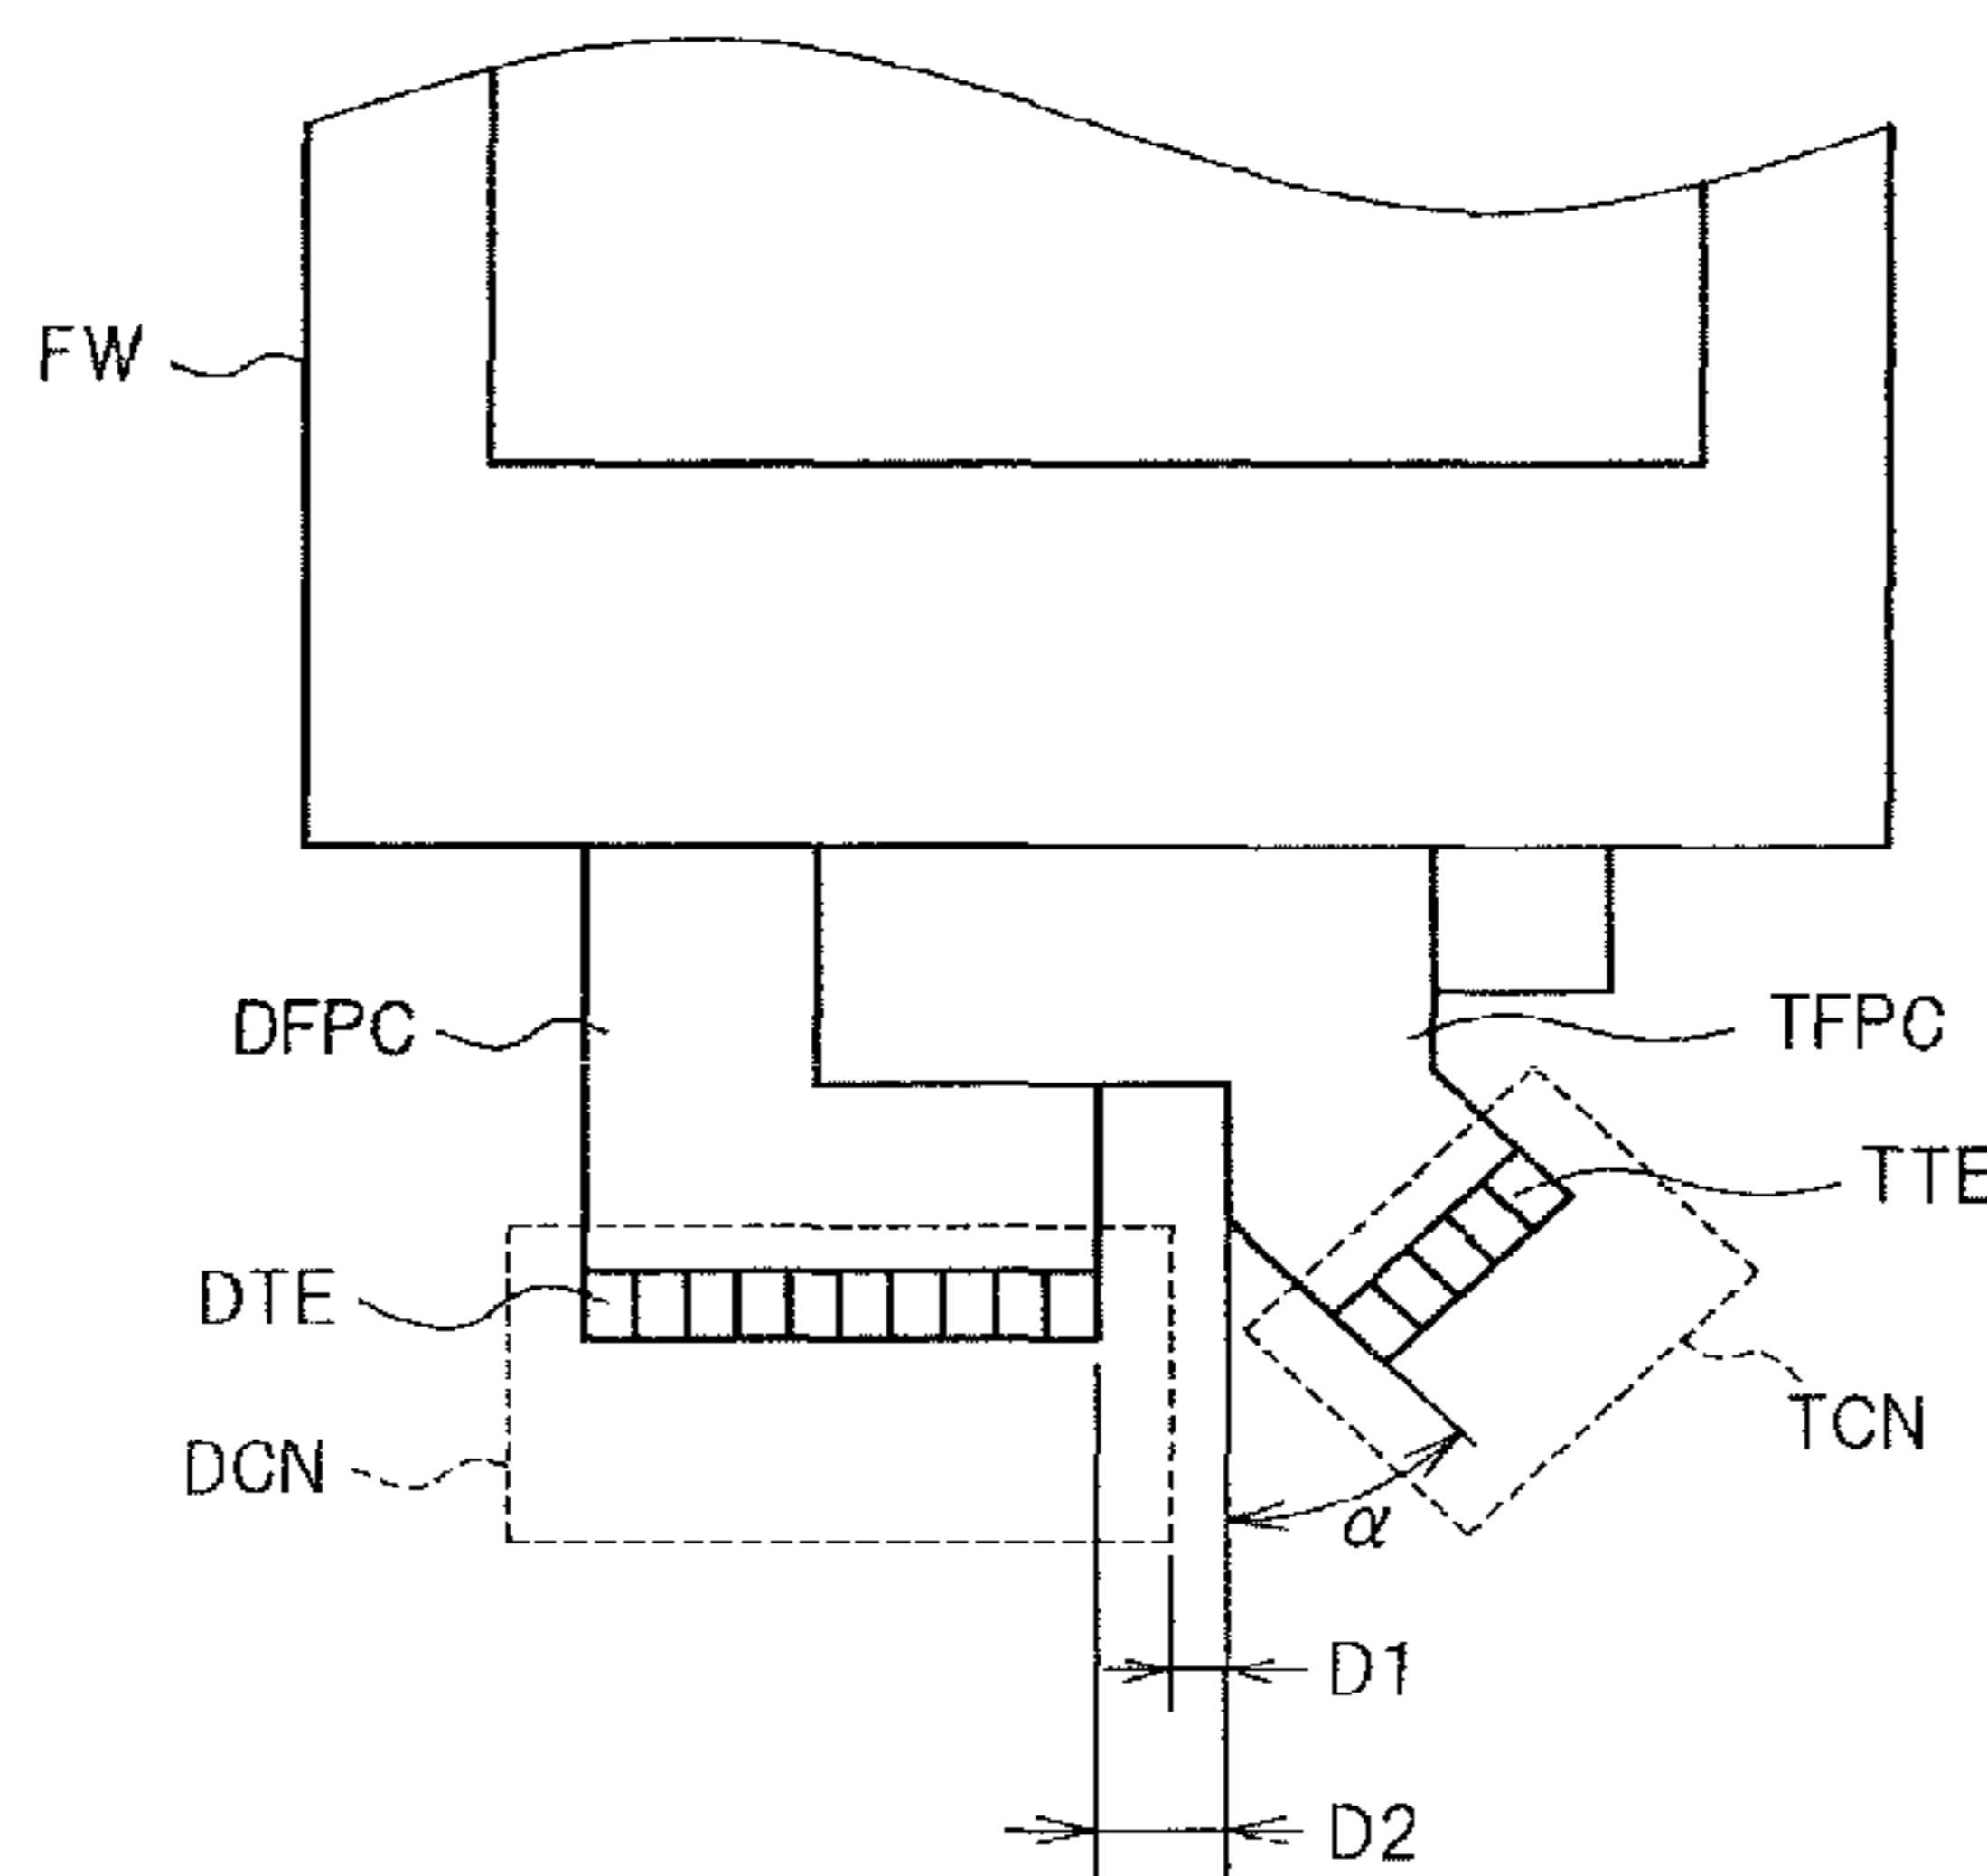 FW
DFPC
TFPC
TTE
DTE
TCN
DCN
α
D1
D2